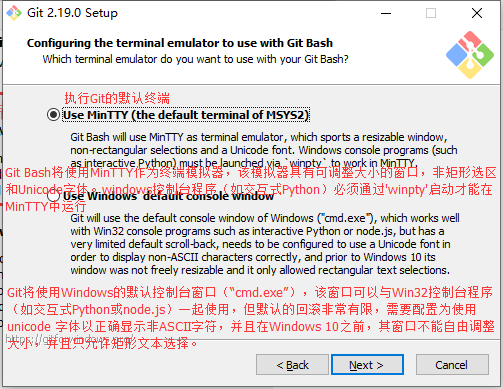 Git 2.19.0 Setup
Configuring the terminal emulator to use with Git Bash
Which terminal emulator do you want to use with your Git Bash?
执行Git的默认终端
Use MinTTY (the default terminal of MSYS2)
Git Bash will use MinTTY as terminal emulator, which sports a resizable window,
non-rectangular selections and a Unicode font. Windows console programs (such
as interactive Python) must be launched via `winpty` to work in MinTTY.
Git Bash将使用MinTTY作为终端模拟器，该模拟器具有可调整大小的窗口，非矩形选区
和Unicode字体。windows控制台程序（如交互式Python）必须通过'winpty'启动才能在
MinTTY中运行
Use Windows' default console window
Git will use the default console window of Windows ("cmd.exe"), which works well
with Win32 console programs such as interactive Python or node.js, but has a
very limited default scroll-back, needs to be configured to use a Unicode font in
order to display non-ASCII characters correctly, and prior to Windows 10 its
window was not freely resizable and it only allowed rectangular text selections.
Git将使用Windows的默认控制台窗口（“cmd.exe”），该窗口可以与Win32控制台程序
（如交互式Python或node.js）一起使用，但默认的回滚非常有限，需要配置为使用
unicode 字体以正确显示非ASCII字符，并且在Windows 10之前，其窗口不能自由调整
大小，并且只允许矩形文本选择。
https://gitforwindows.org/
< Back
Next >
Cancel